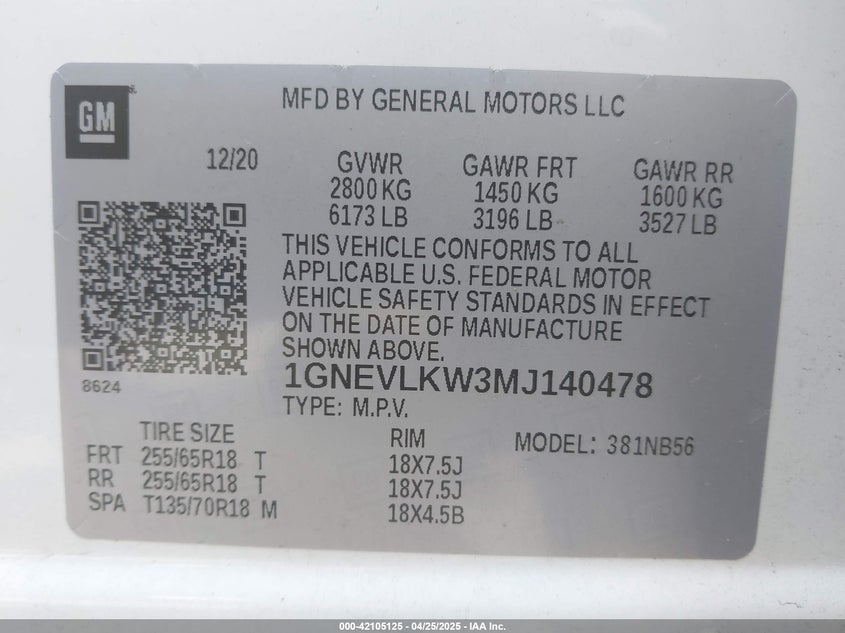 GM
MFD BY GENERAL MOTORS LLC
12/20 GVWR GAWR FRT GAWR RR
2800 KG 1450 KG 1600 KG
6173 LB 3196 LB 3527 LB
THIS VEHICLE CONFORMS TO ALL
APPLICABLE U.S. FEDERAL MOTOR
VEHICLE SAFETY STANDARDS IN EFFECT
ON THE DATE OF MANUFACTURE
SHOWN ABOVE.
8624
1GNEVLKW3MJ140478
TYPE: M.P.V.
TIRE SIZE RIM MODEL: 381NB56
FRT 255/65R18 T 18X7.5J
RR 255/65R18 T 18X7.5J
SPA T135/70R18 M 18X4.5B
000-42105125 - 04/25/2025 - IAA Inc.